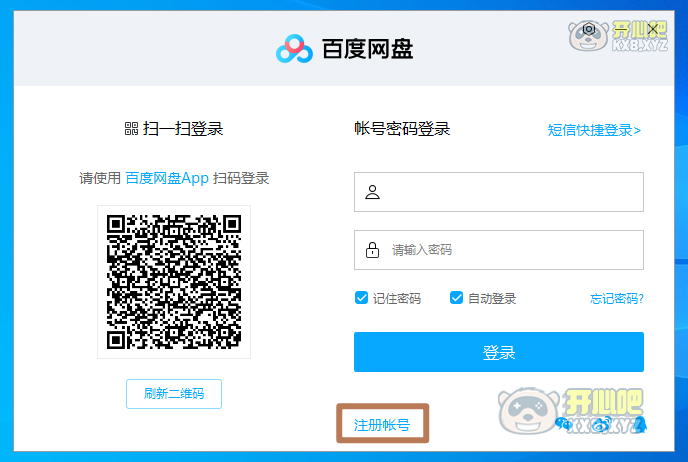 百度网盘
开心吧
KX8.XYZ
扫一扫登录
请使用 百度网盘App 扫码登录
刷新二维码
帐号密码登录
短信快捷登录>
请输入密码
记住密码
自动登录
忘记密码?
登录
注册帐号
开心吧
KX8.XYZ